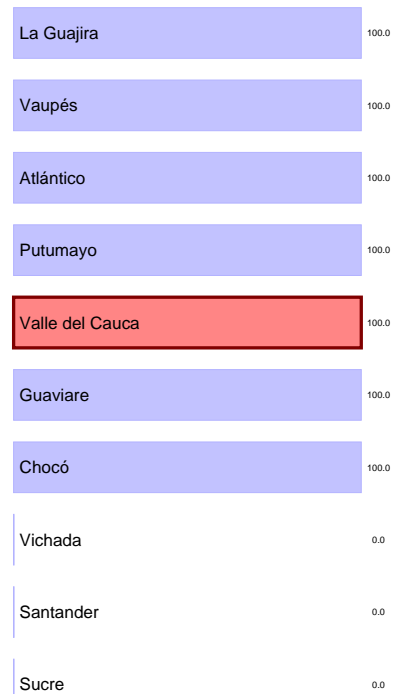 La Guajira 100.0
Vaupés 100.0
Atlántico 100.0
Putumayo 100.0
Valle del Cauca 100.0
Guaviare 100.0
Chocó 100.0
Vichada 0.0
Santander 0.0
Sucre 0.0